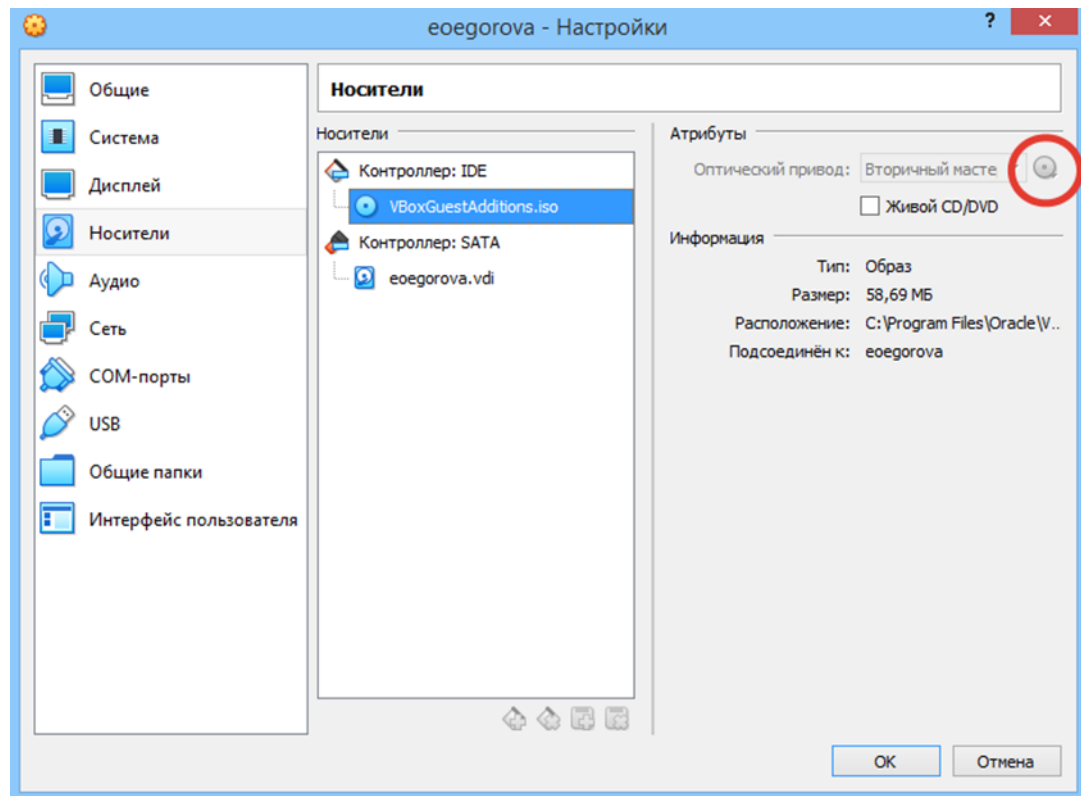 eoegorova - Настройки
?
Общие
Система
Дисплей
Носители
Аудио
Сеть
COM-порты
USB
Общие папки
Интерфейс пользователя
Носители
Носители
Контроллер: IDE
VBoxGuestAdditions.iso
Контроллер: SATA
eoegorova.vdi
Атрибуты
Оптический привод: Вторичный масте
Живой CD/DVD
Информация
Тип: Образ
Размер: 58,69 МБ
Расположение: C:\Program Files\Oracle\V...
Подсоединён к: eoegorova
OK
Отмена